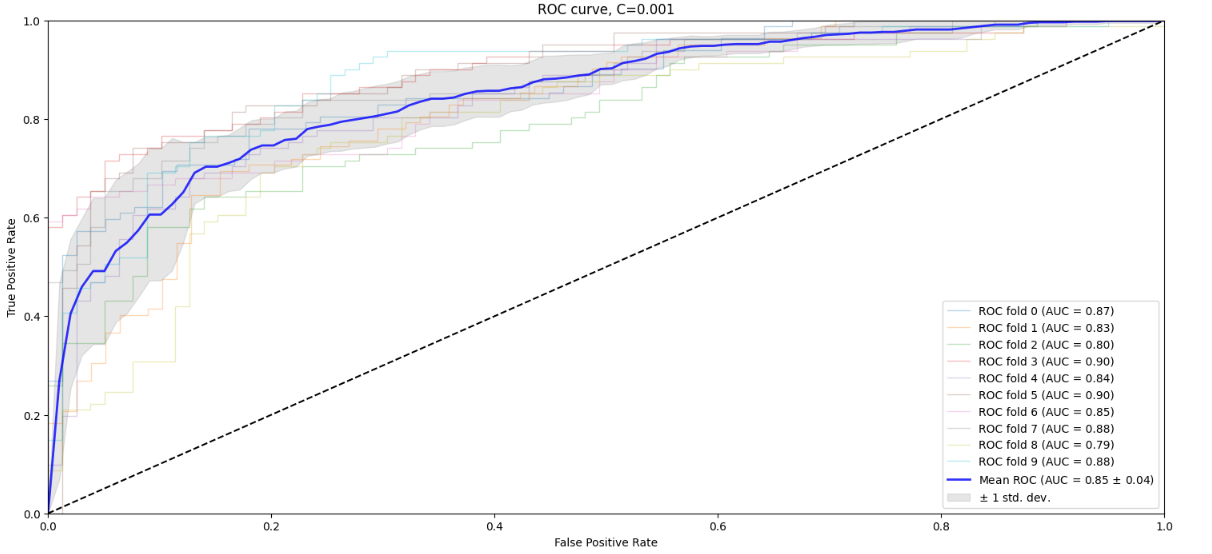 ROC curve, C=0.001
True Positive Rate
1.0
0.8
0.6
0.4
0.2
0.0
ROC fold 0 (AUC = 0.87)
ROC fold 1 (AUC = 0.83)
ROC fold 2 (AUC = 0.80)
ROC fold 3 (AUC = 0.90)
ROC fold 4 (AUC = 0.84)
ROC fold 5 (AUC = 0.90)
ROC fold 6 (AUC = 0.85)
ROC fold 7 (AUC = 0.88)
ROC fold 8 (AUC = 0.79)
ROC fold 9 (AUC = 0.88)
Mean ROC (AUC = 0.85 ± 0.04)
± 1 std. dev.
0.0 0.2 0.4 0.6 0.8 1.0
False Positive Rate